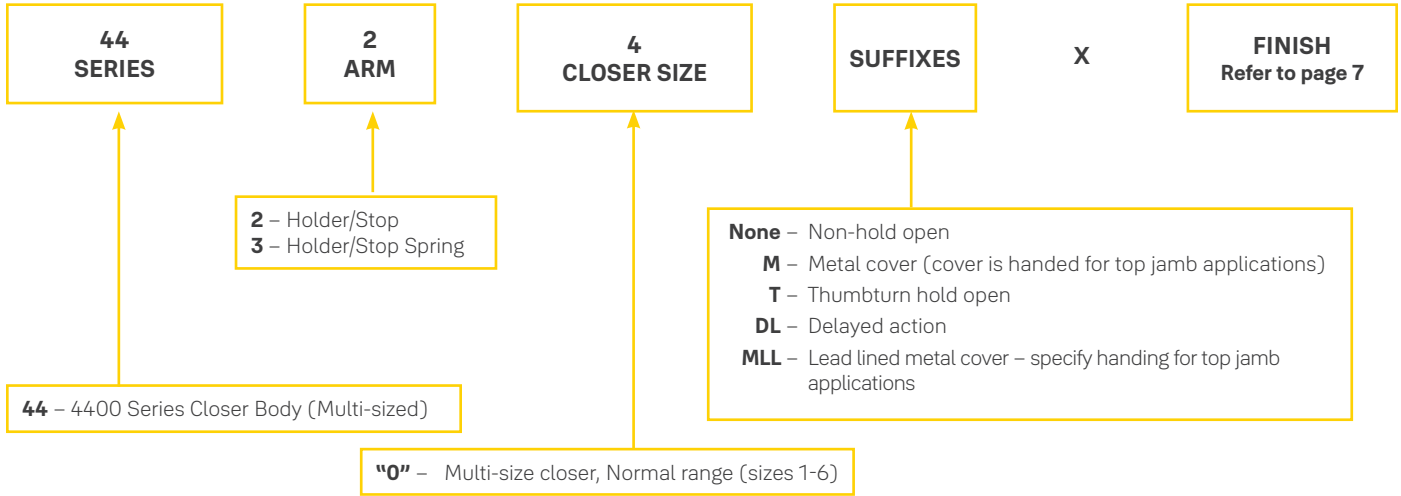 44
SERIES
2
ARM
4
CLOSER SIZE
SUFFIXES
X
FINISH
Refer to page 7
2 – Holder/Stop
3 – Holder/Stop Spring
None – Non-hold open
M – Metal cover (cover is handed for top jamb applications)
T – Thumbturn hold open
DL – Delayed action
MLL – Lead lined metal cover – specify handing for top jamb
applications
44 – 4400 Series Closer Body (Multi-sized)
“0” – Multi-size closer, Normal range (sizes 1-6)